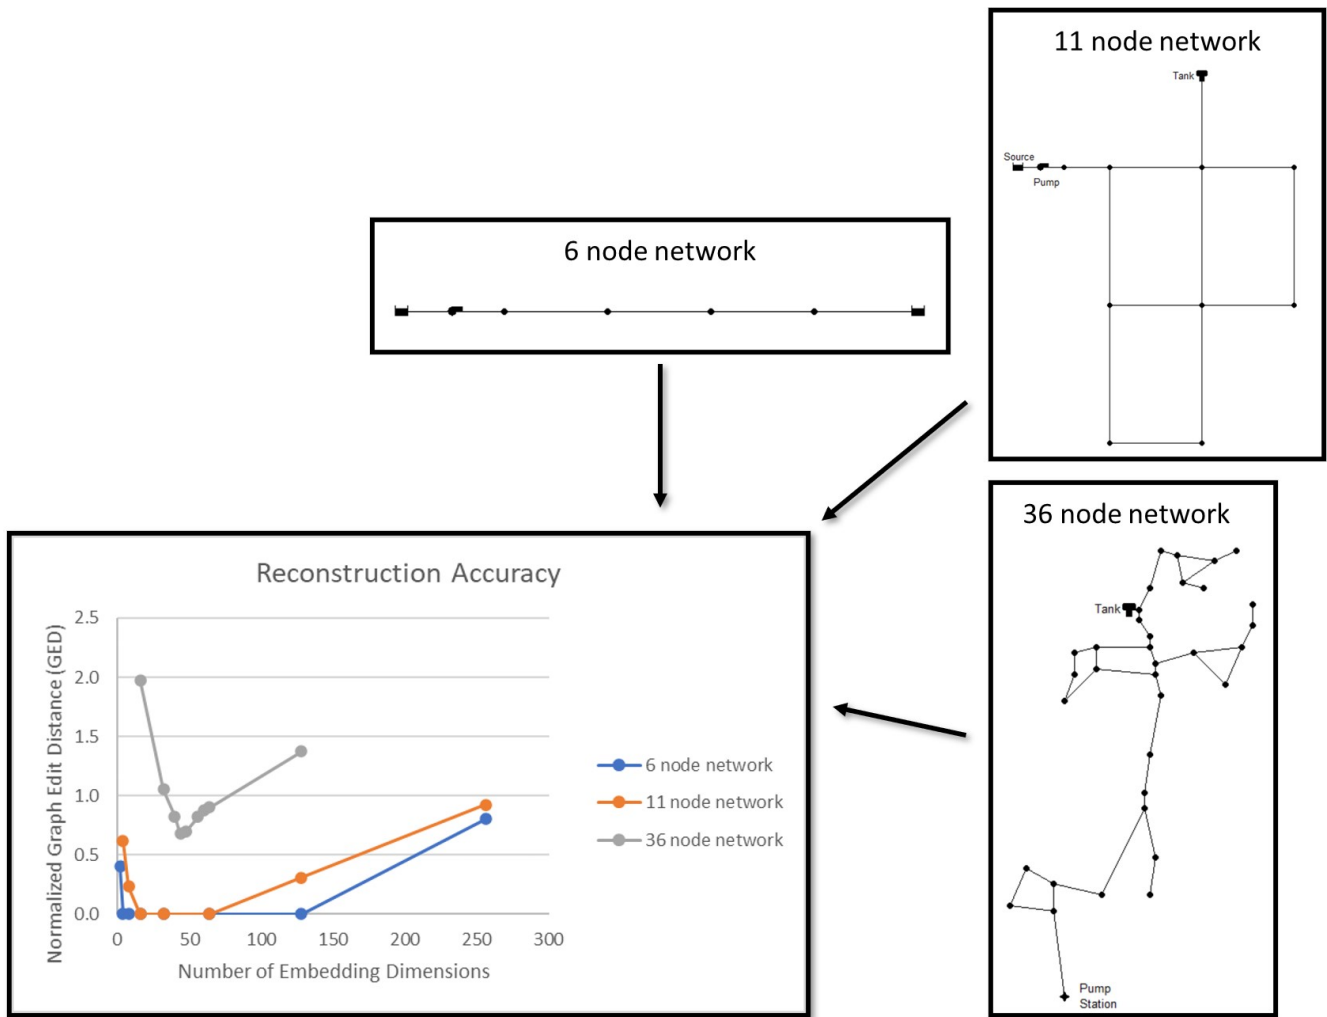 11 node network
Tank
Source
Pump
6 node network
36 node network
Tank
Pump
Station
Reconstruction Accuracy
Normalized Graph Edit Distance (GED)
2.5
2.0
1.5
1.0
0.5
0.0
0 50 100 150 200 250 300
Number of Embedding Dimensions
6 node network
11 node network
36 node network